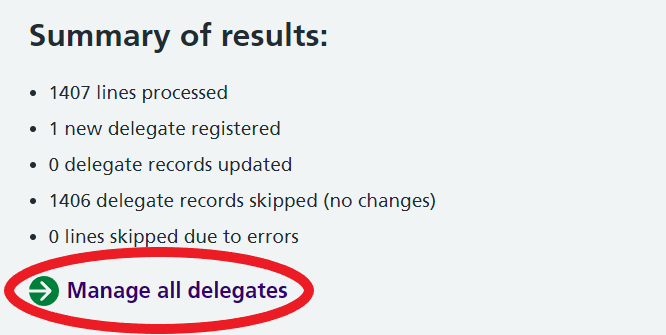 Summary of results:
• 1407 lines processed
• 1 new delegate registered
• 0 delegate records updated
• 1406 delegate records skipped (no changes)
• 0 lines skipped due to errors
Manage all delegates